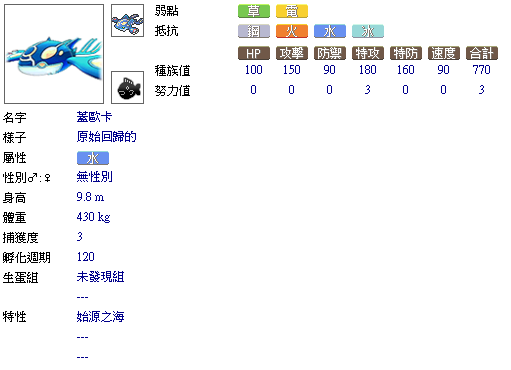 弱點 草 電
抵抗 鋼 火 水 冰
HP 攻擊 防禦 特攻 特防 速度 合計
種族值 100 150 90 180 160 90 770
努力值 0 0 0 3 0 0 3
名字 蓋歐卡
樣子 原始回歸的
屬性 水
性別♂:♀ 無性別
身高 9.8 m
體重 430 kg
捕獲度 3
孵化週期 120
生蛋組 未發現組
---
特性 始源之海
---
---